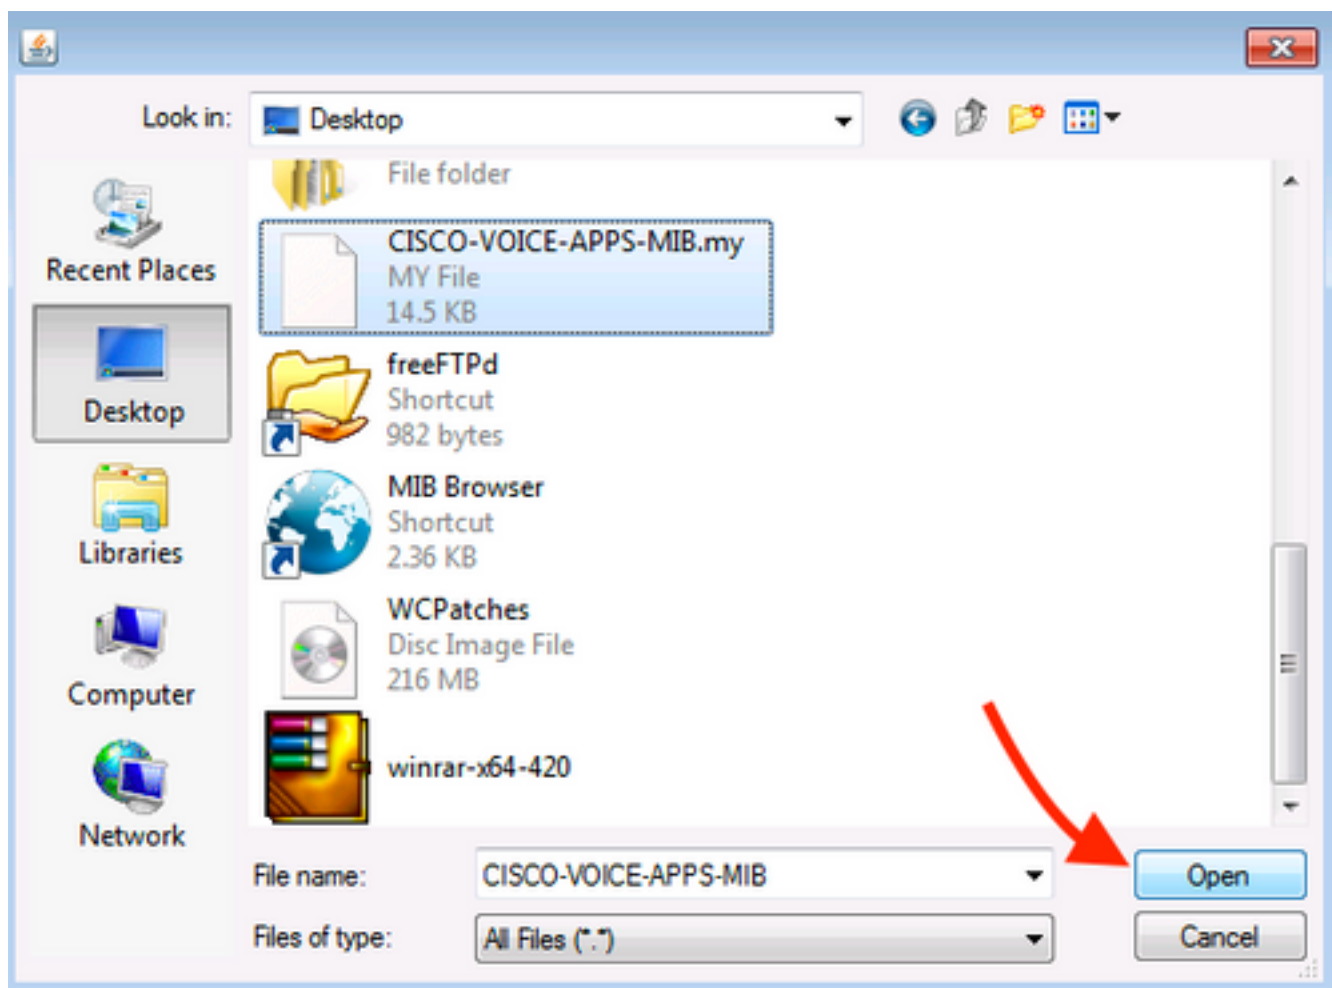 Look in:
Desktop
Recent Places
Desktop
Libraries
Computer
Network
File folder
CISCO-VOICE-APPS-MIB.my
MY File
14.5 KB
freeFTPd
Shortcut
982 bytes
MIB Browser
Shortcut
2.36 KB
WCPatches
Disc Image File
216 MB
winrar-x64-420
File name:
CISCO-VOICE-APPS-MIB
Open
Files of type:
All Files (*.*)
Cancel